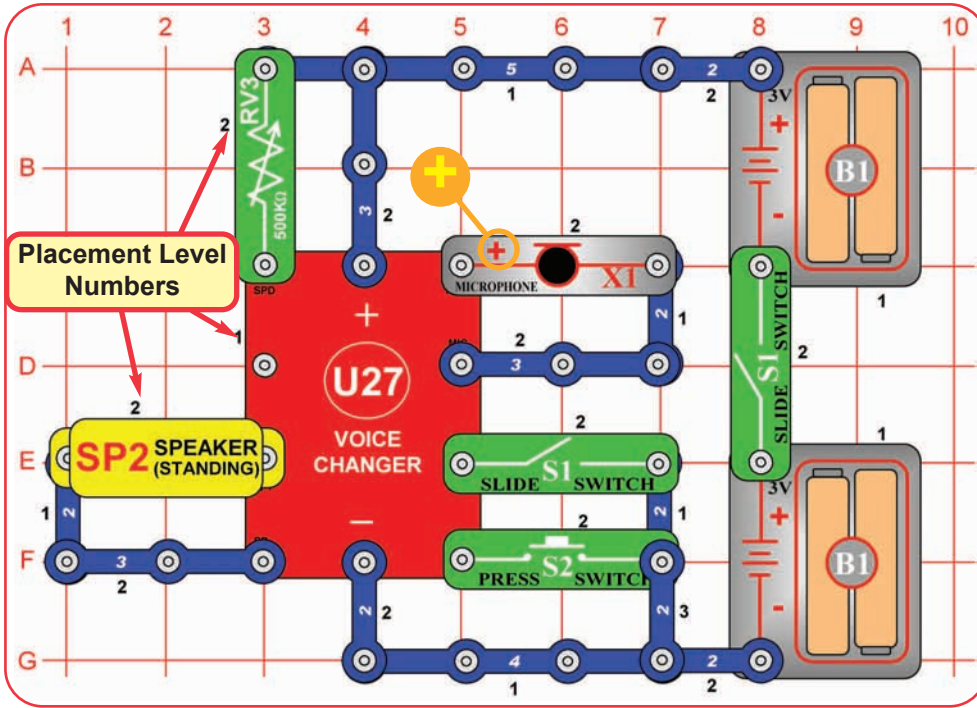 1 2 3 4 5 6 7 8 9 10
A
B
D
E
F
G
RV3
500KΩ
2
5
1
2
2
3
2
3V
+
-
B1
1
+
Placement Level
Numbers
SPD
1
2
+
MICROPHONE
X1
2
1
2
3
S1
SLIDE SWITCH
2
+
U27
VOICE
CHANGER
–
2
SP2 SPEAKER
(STANDING)
1
2
3
2
2
SLIDE S1 SWITCH
2
1
2
PRESS S2 SWITCH
2
2
2
3
4
1
2
2
1
3V
+
-
B1